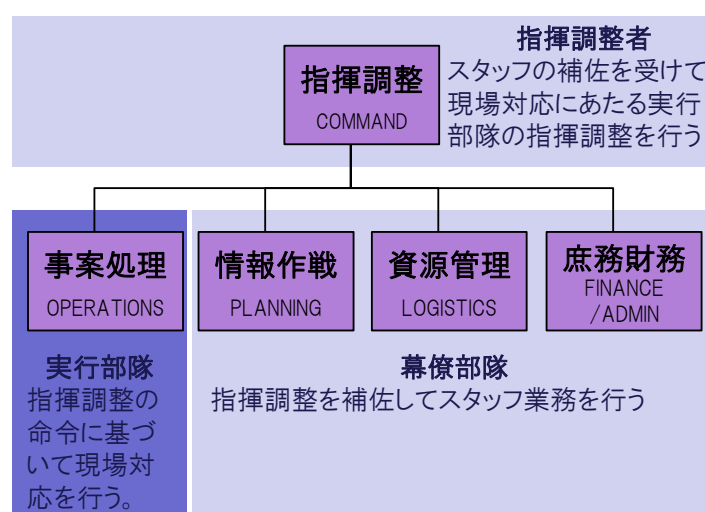 指揮調整者
スタッフの補佐を受けて
現場対応にあたる実行
部隊の指揮調整を行う
指揮調整
COMMAND
事案処理
OPERATIONS
情報作戦
PLANNING
資源管理
LOGISTICS
庶務財務
FINANCE
/ADMIN
実行部隊
指揮調整の
命令に基づ
いて現場対
応を行う。
幕僚部隊
指揮調整を補佐してスタッフ業務を行う